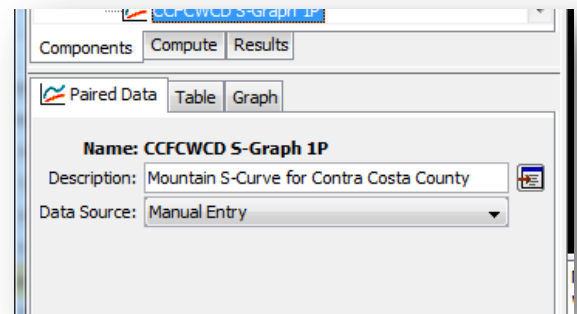 CCFCWCD S-Graph 1P
Components Compute Results
Paired Data Table Graph
Name: CCFCWCD S-Graph 1P
Description: Mountain S-Curve for Contra Costa County
Data Source: Manual Entry